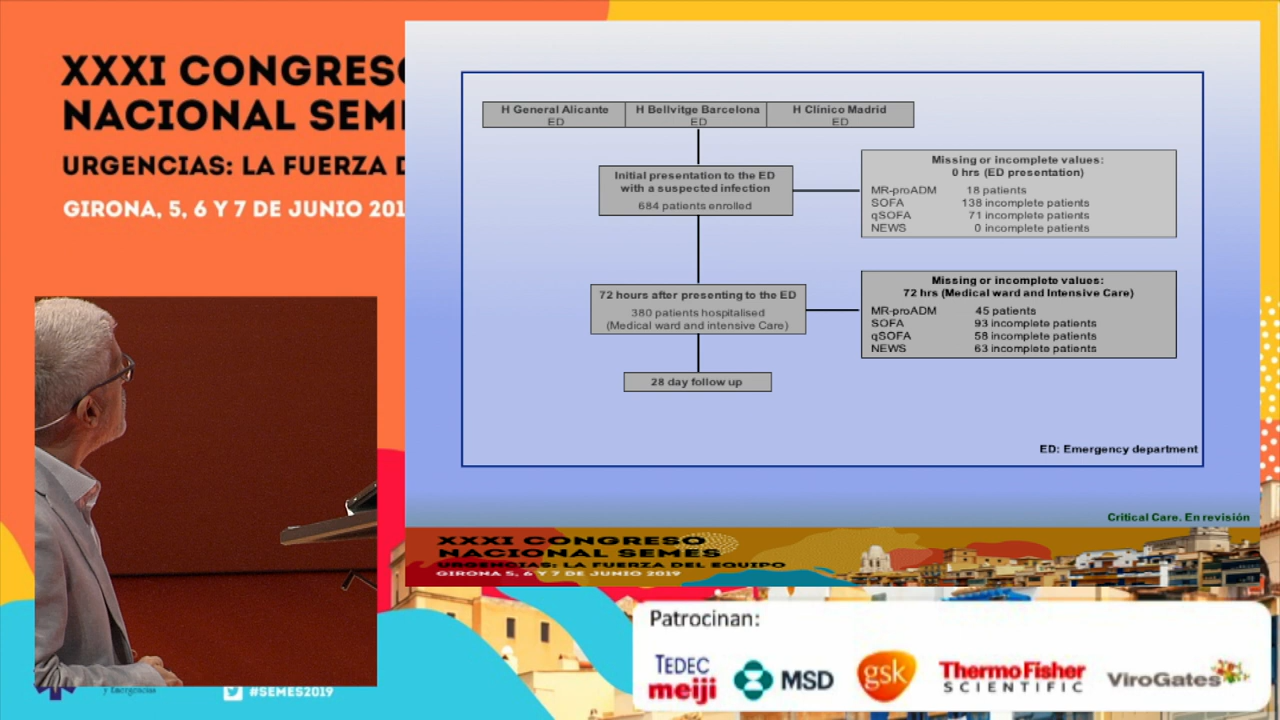 XXXI CONGRESO
NACIONAL SEM
URGENCIAS: LA FUERZA D
GIRONA, 5, 6 Y 7 DE JUNIO 201
H General Alicante
ED
H Bellvitge Barcelona
ED
H Clínico Madrid
ED
Initial presentation to the ED
with a suspected infection
684 patients enrolled
Missing or incomplete values:
0 hrs (ED presentation)
MR-proADM 18 patients
SOFA 138 incomplete patients
qSOFA 71 incomplete patients
NEWS 0 incomplete patients
72 hours after presenting to the ED
380 patients hospitalised
(Medical ward and intensive Care)
Missing or incomplete values:
72 hrs (Medical ward and Intensive Care)
MR-proADM 45 patients
SOFA 93 incomplete patients
qSOFA 58 incomplete patients
NEWS 63 incomplete patients
28 day follow up
ED: Emergency department
Critical Care. En revisión
XXXI CONGRESO
NACIONAL SEMES
URGENCIAS: LA FUERZA DEL EQUIPO
GIRONA 5, 6 Y 7 DE JUNIO 2019
y Emergencias
#SEMES2019
Patrocinan:
TEDEC
meiji
MSD
gsk
ThermoFisher
SCIENTIFIC
ViroGates